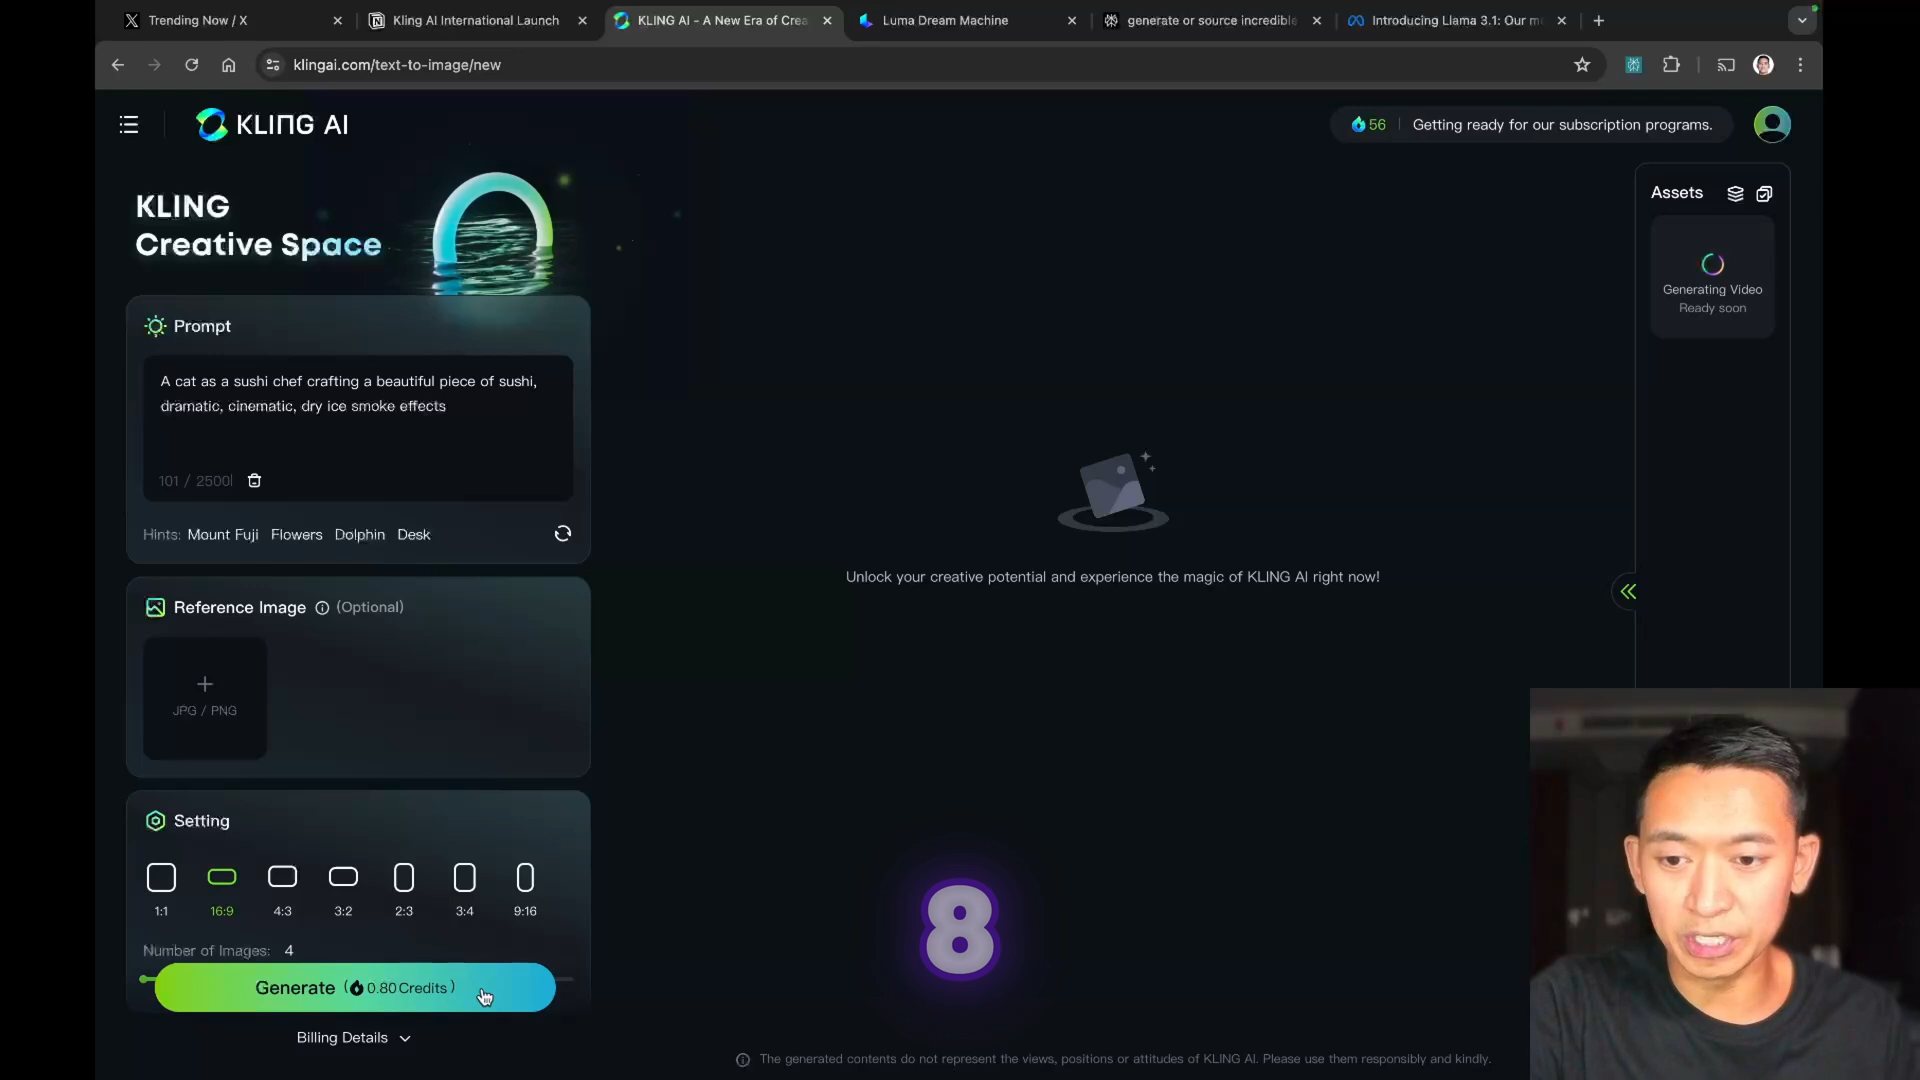 Trending Now / X
Kling AI International Launch
KLING AI - A New Era of Crea
Luma Dream Machine
generate or source incredible
Introducing Llama 3.1: Our m
klingai.com/text-to-image/new
KLING AI
56
Getting ready for our subscription programs.
KLING
Creative Space
Assets
Generating Video
Ready soon
Prompt
A cat as a sushi chef crafting a beautiful piece of sushi,
dramatic, cinematic, dry ice smoke effects
101 / 2500
Hints: Mount Fuji Flowers Dolphin Desk
Unlock your creative potential and experience the magic of KLING AI right now!
Reference Image (Optional)
JPG / PNG
Setting
1:1 16:9 4:3 3:2 2:3 3:4 9:16
Number of Images: 4
8
Generate ( 0.80 Credits )
Billing Details
The generated contents do not represent the views, positions or attitudes of KLING AI. Please use them responsibly and kindly.